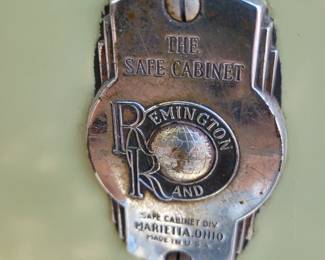 THE
SAFE CABINET
REMINGTON
RAND
SAFE CABINET DIV
MARIETTA, OHIO
MADE IN U.S.A.